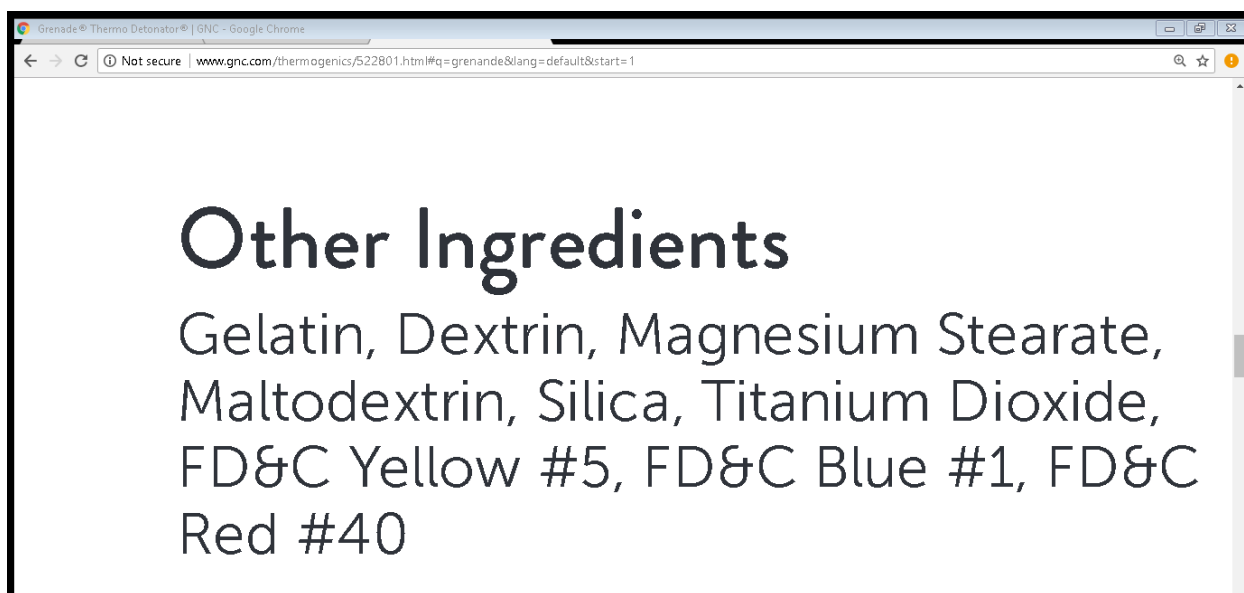 Grenade® Thermo Detonator® | GNC - Google Chrome
Not secure | www.gnc.com/thermogenics/522801.html#q=grenande&lang=default&start=1
Other Ingredients
Gelatin, Dextrin, Magnesium Stearate,
Maltodextrin, Silica, Titanium Dioxide,
FD&C Yellow #5, FD&C Blue #1, FD&C
Red #40